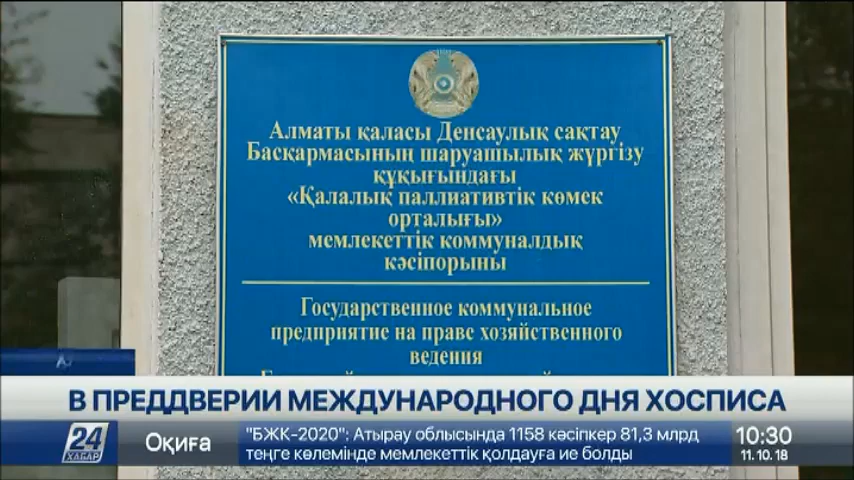 Алматы қаласы Денсаулық сақтау
Басқармасының шаруашылық жүргізу
құқығындағы
«Қалалық паллиативтік көмек
орталығы»
мемлекеттік коммуналдық
кәсіпорыны
Государственное коммунальное
предприятие на праве хозяйственного
ведения
В ПРЕДДВЕРИИ МЕЖДУНАРОДНОГО ДНЯ ХОСПИСА
24
ХАБАР
Оқиға
"БЖК-2020": Атырау облысында 1158 кәсіпкер 81,3 млрд
теңге көлемінде мемлекеттік қолдауға ие болды
10:30
11.10.18